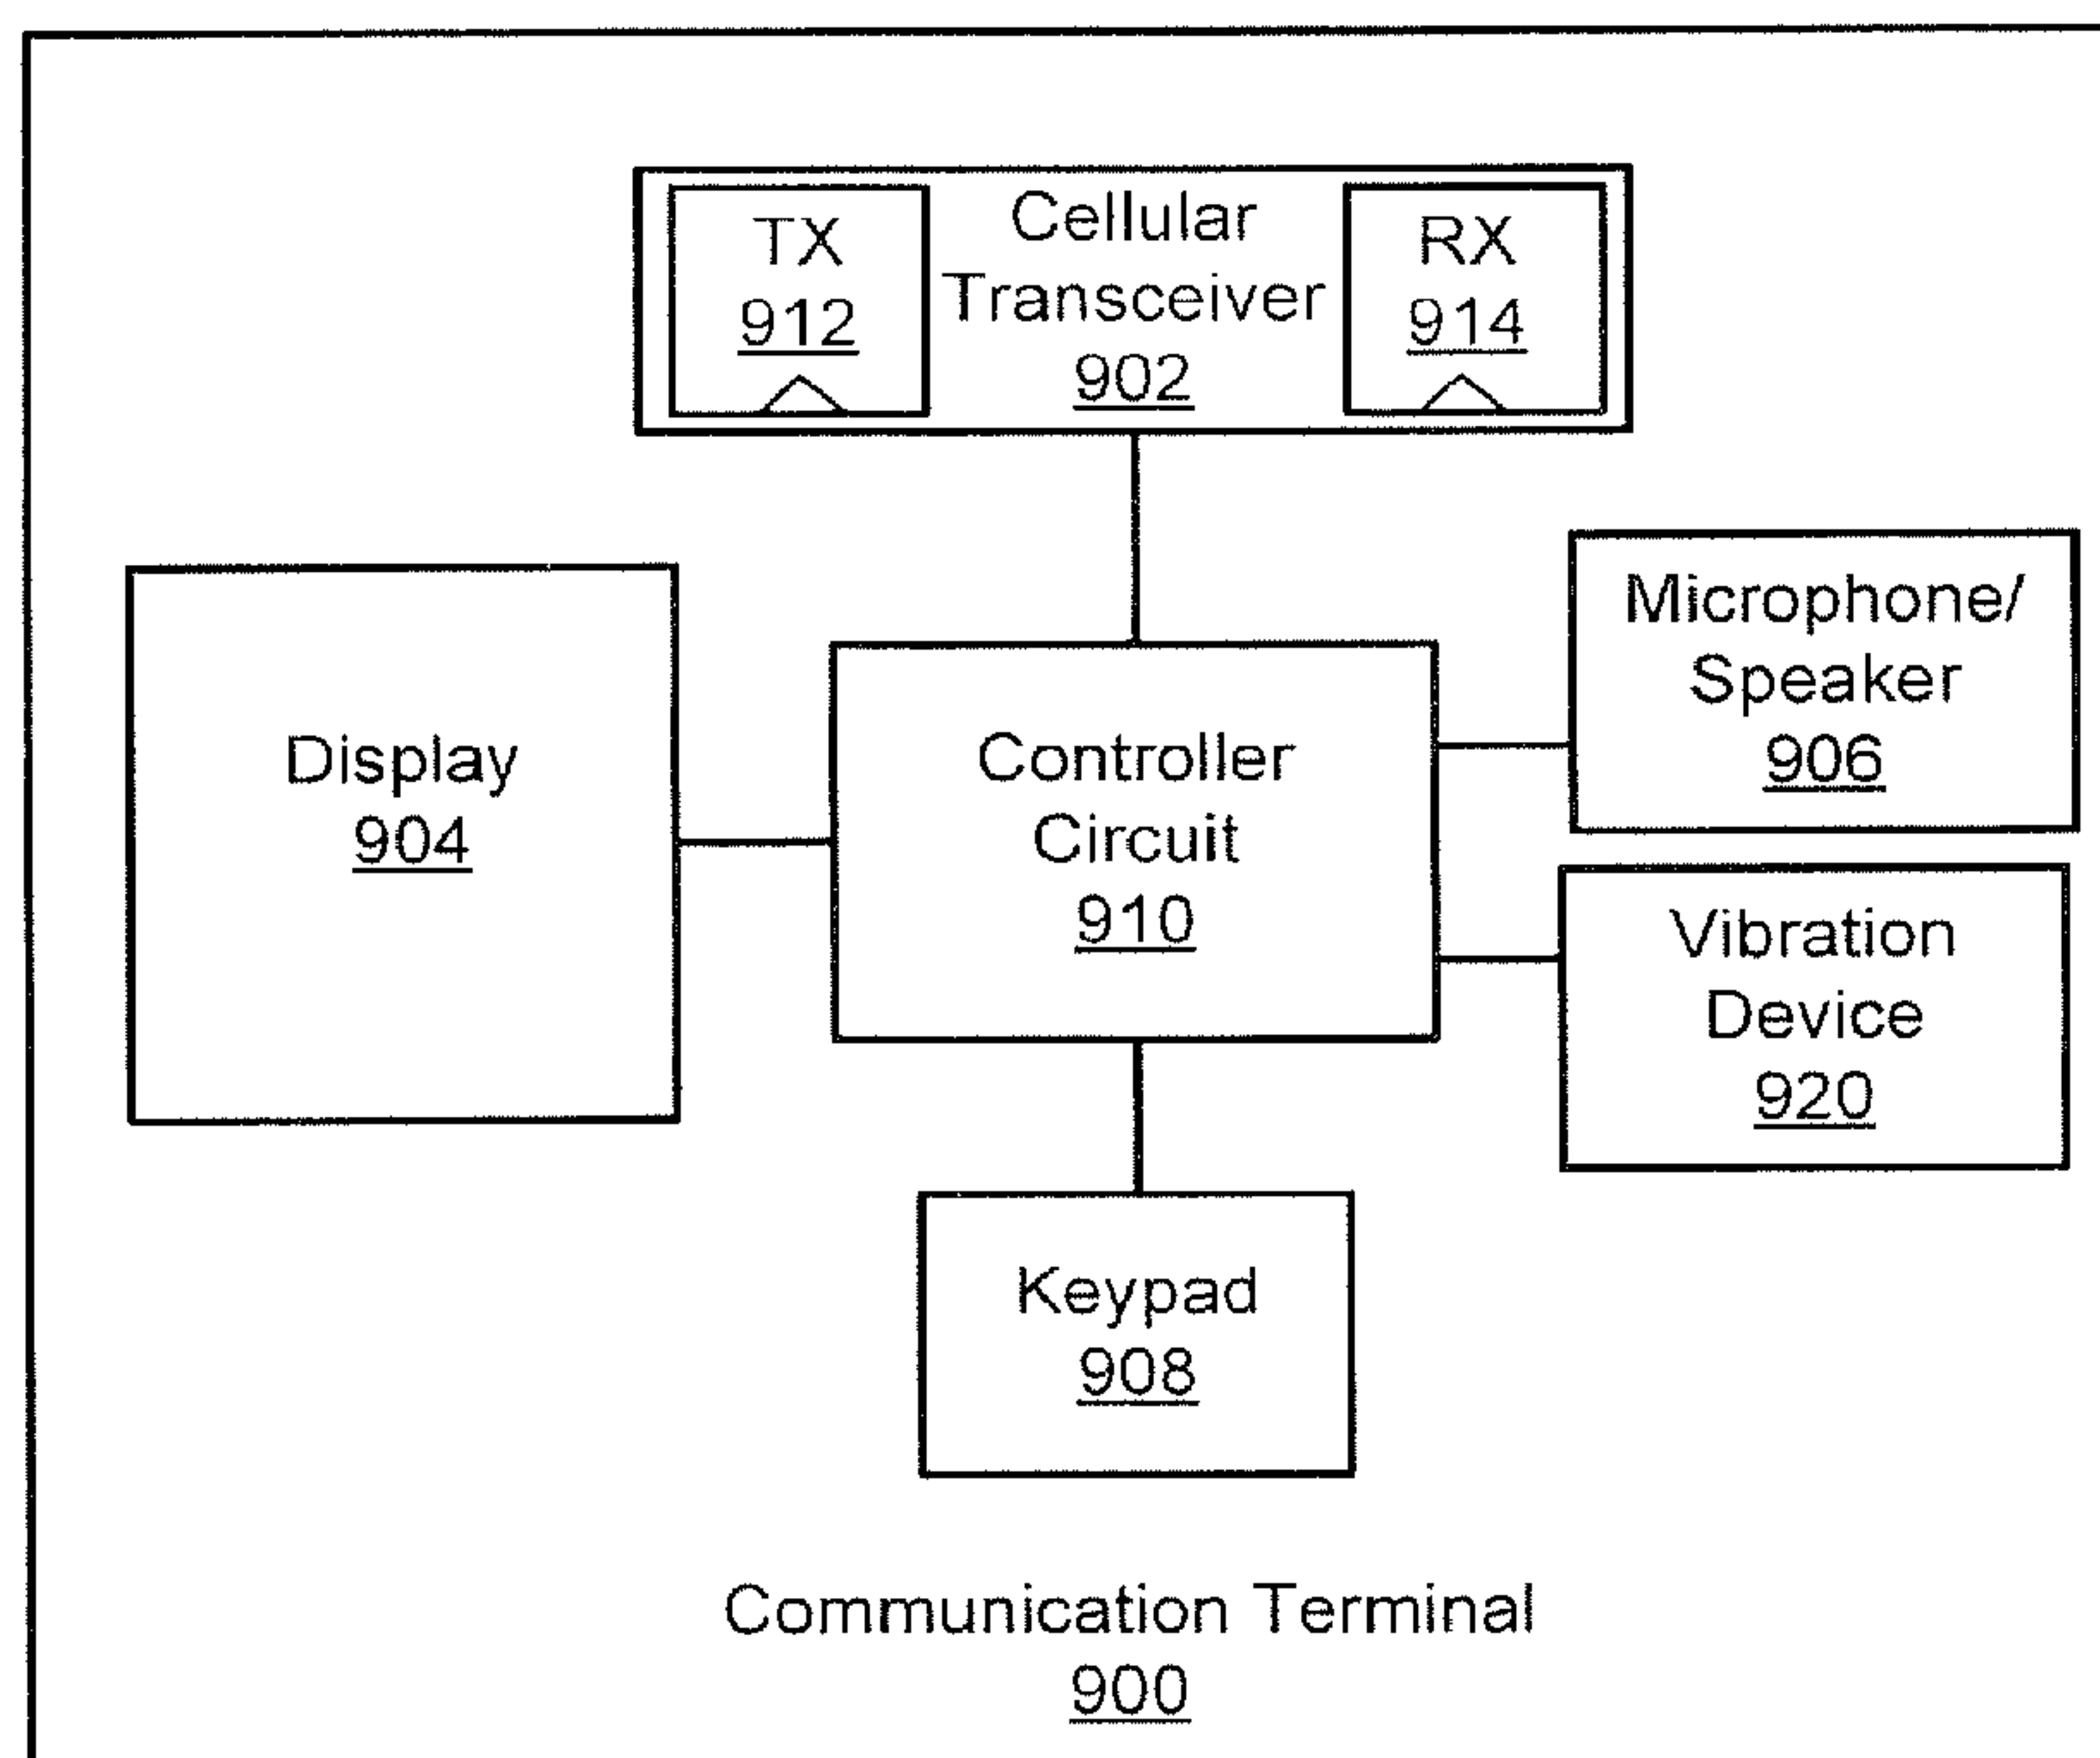 TX
912
Cellular
Transceiver
902
RX
914
Microphone/
Speaker
906
Display
904
Controller
Circuit
910
Vibration
Device
920
Keypad
908
Communication Terminal
900